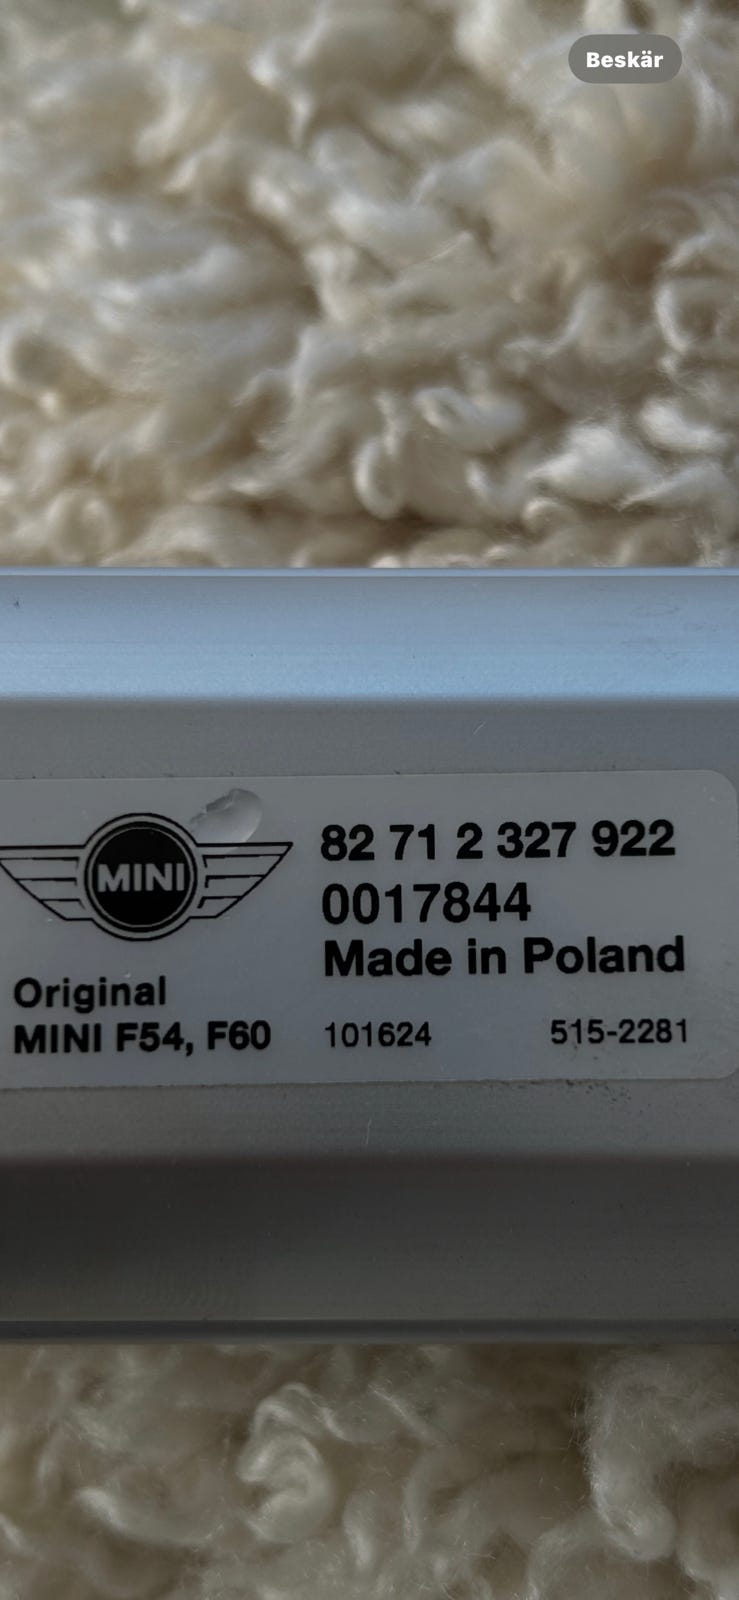 Beskär
82 71 2 327 922
0017844
Made in Poland
MINI
Original
MINI F54, F60
101624
515-2281